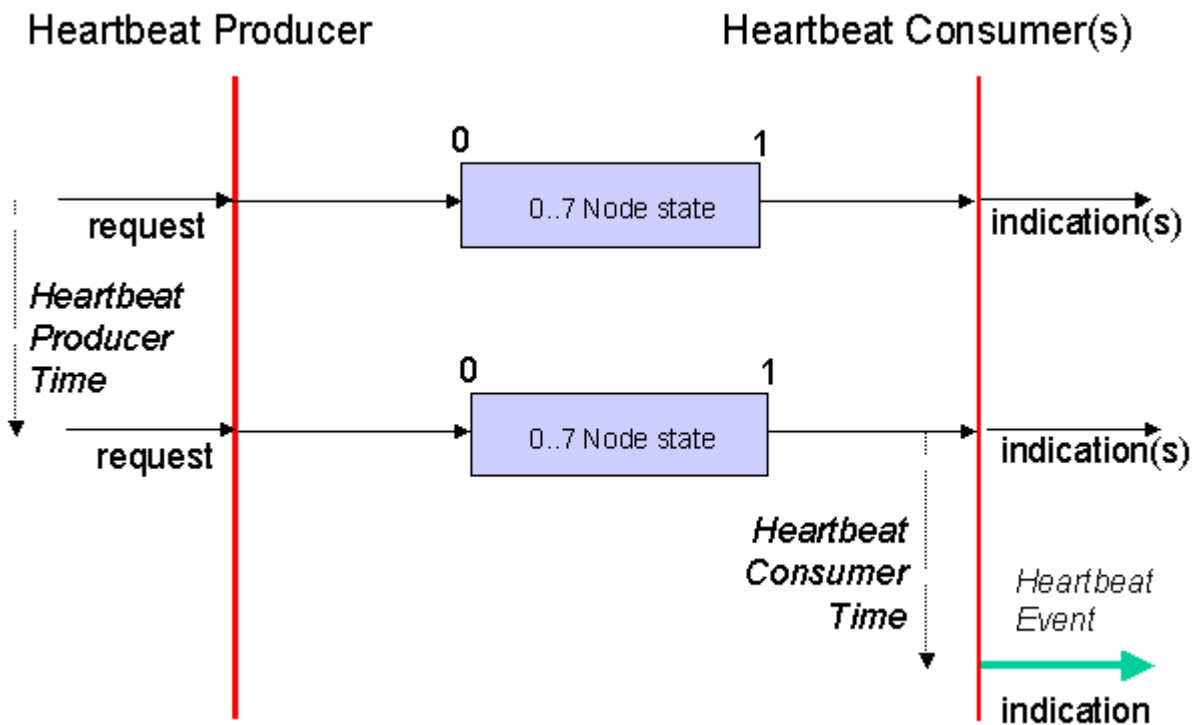 Heartbeat Producer
Heartbeat Consumer(s)
0
1
0..7 Node state
request
indication(s)
Heartbeat
Producer
Time
0
1
0..7 Node state
request
indication(s)
Heartbeat
Consumer
Time
Heartbeat
Event
indication